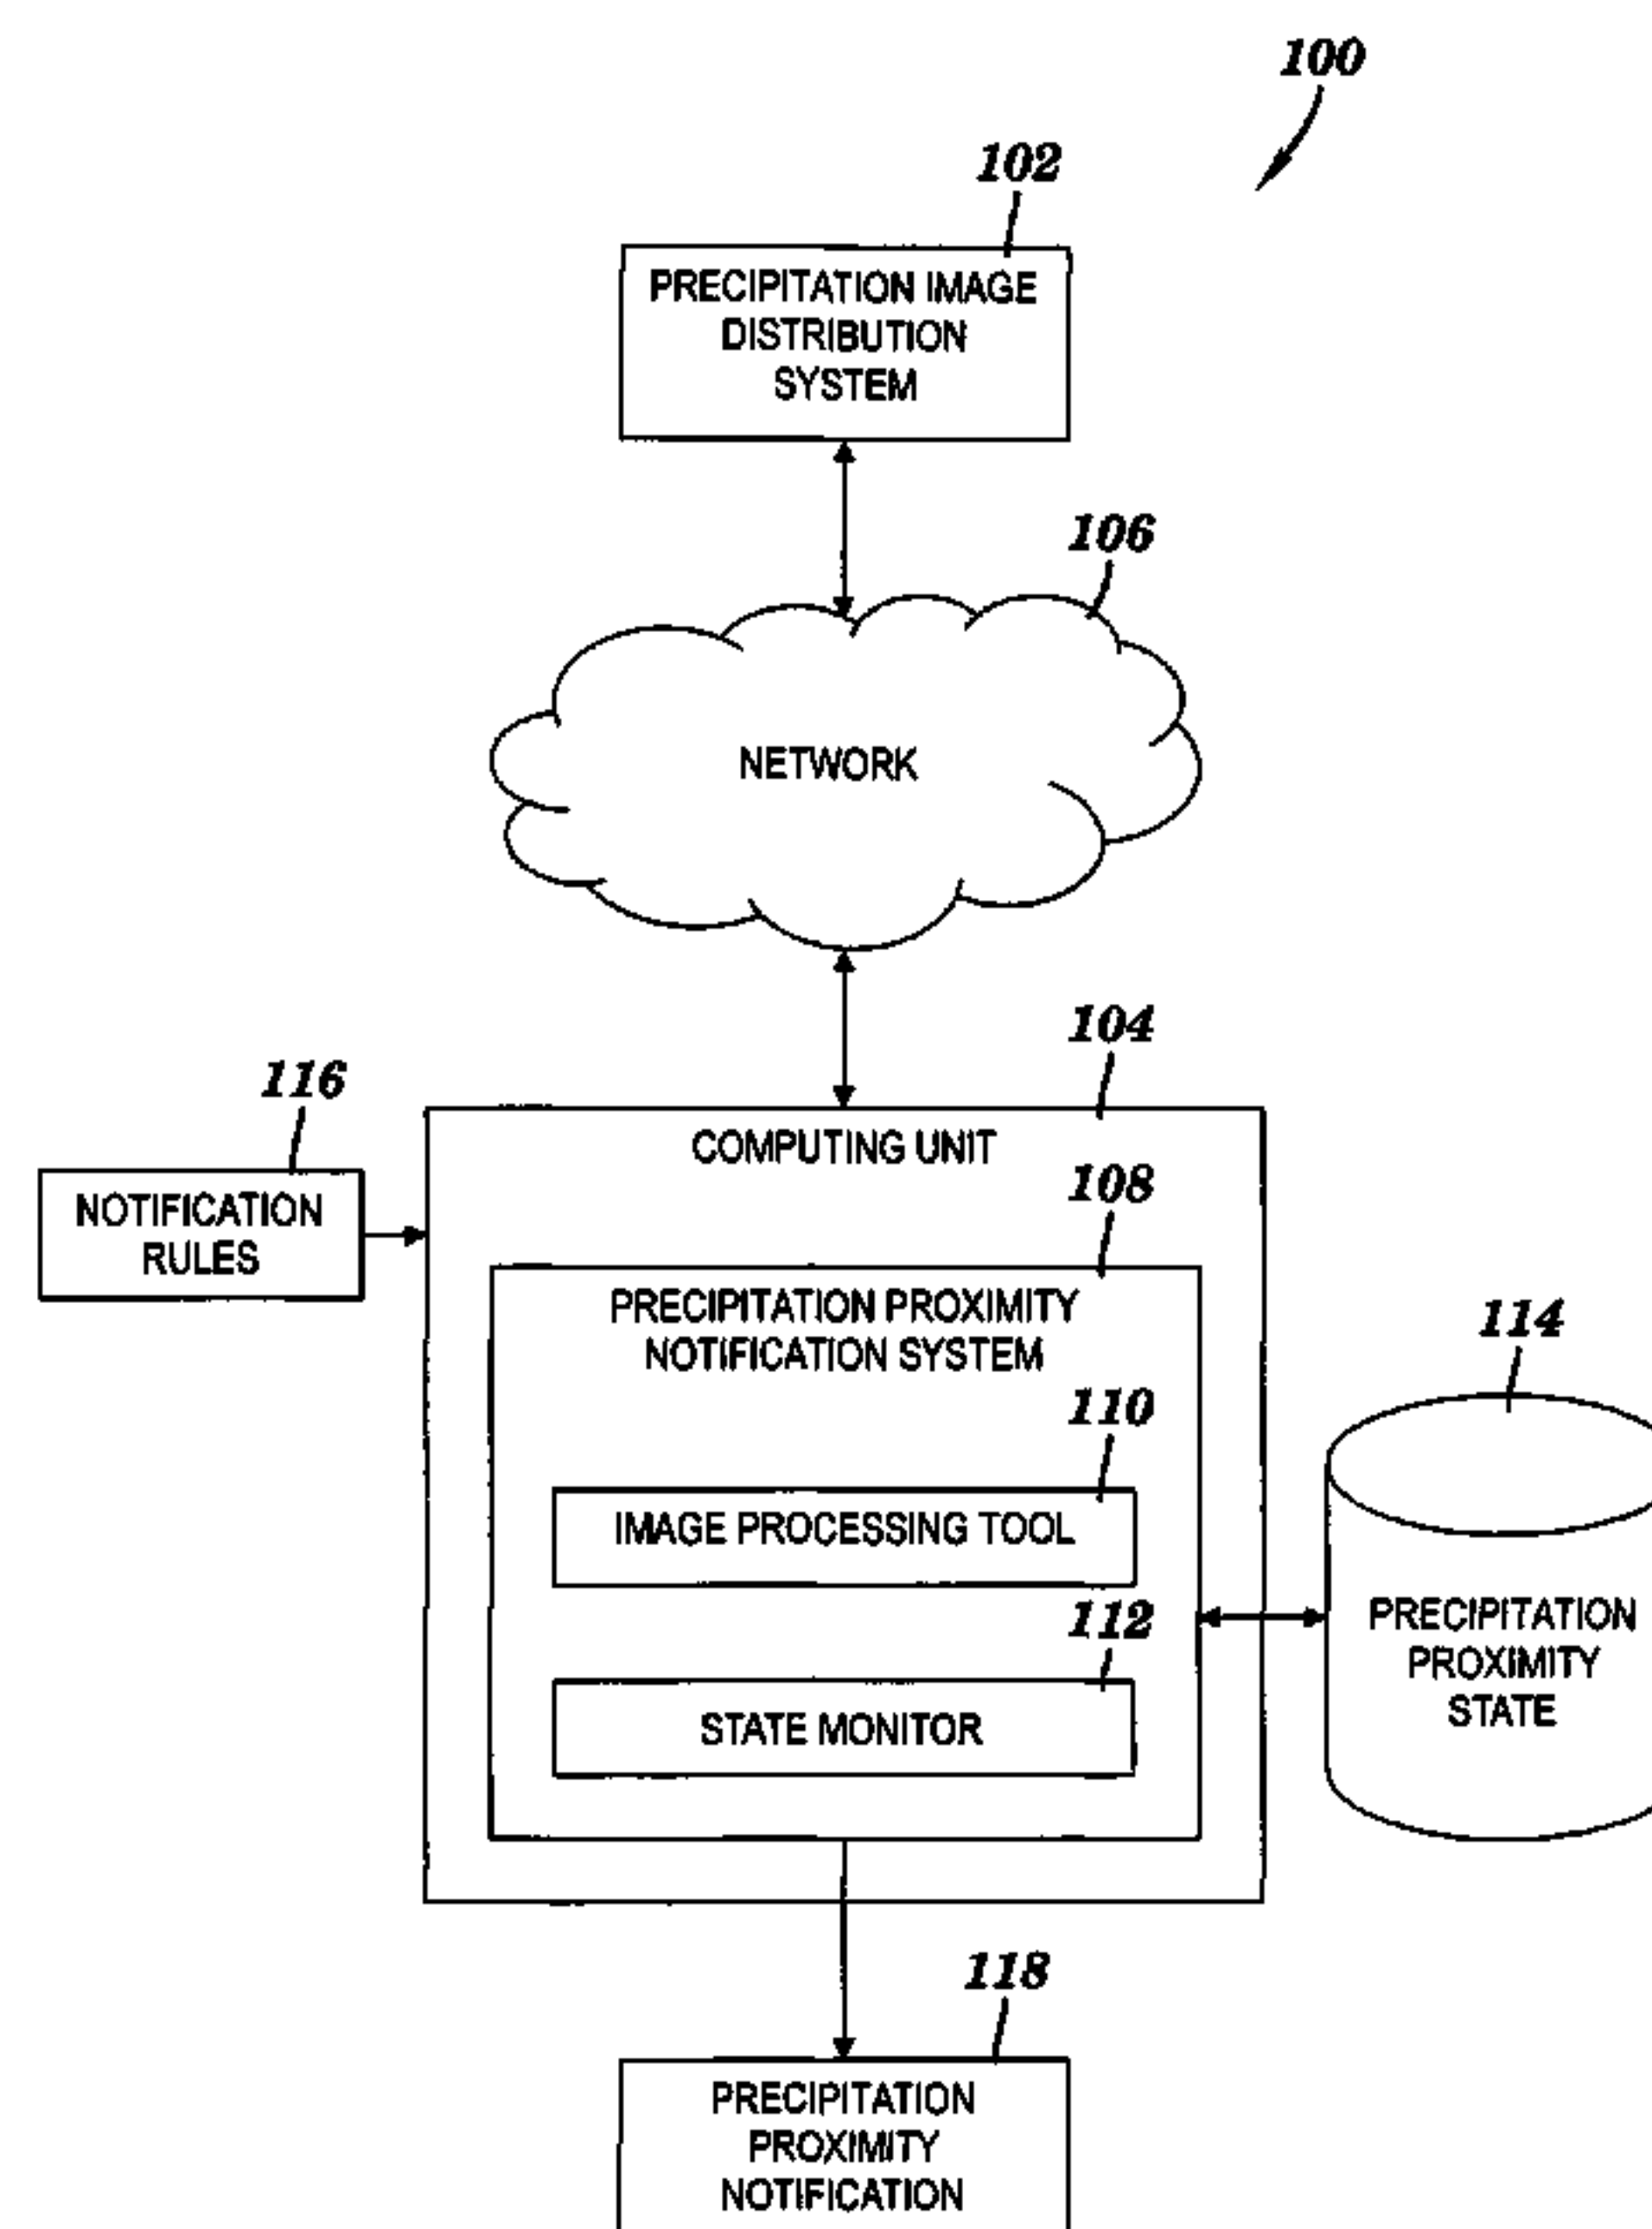 100
102
PRECIPITATION IMAGE
DISTRIBUTION
SYSTEM
106
NETWORK
104
COMPUTING UNIT
116
NOTIFICATION
RULES
108
PRECIPITATION PROXIMITY
NOTIFICATION SYSTEM
110
IMAGE PROCESSING TOOL
112
STATE MONITOR
114
PRECIPITATION
PROXIMITY
STATE
118
PRECIPITATION
PROXIMITY
NOTIFICATION